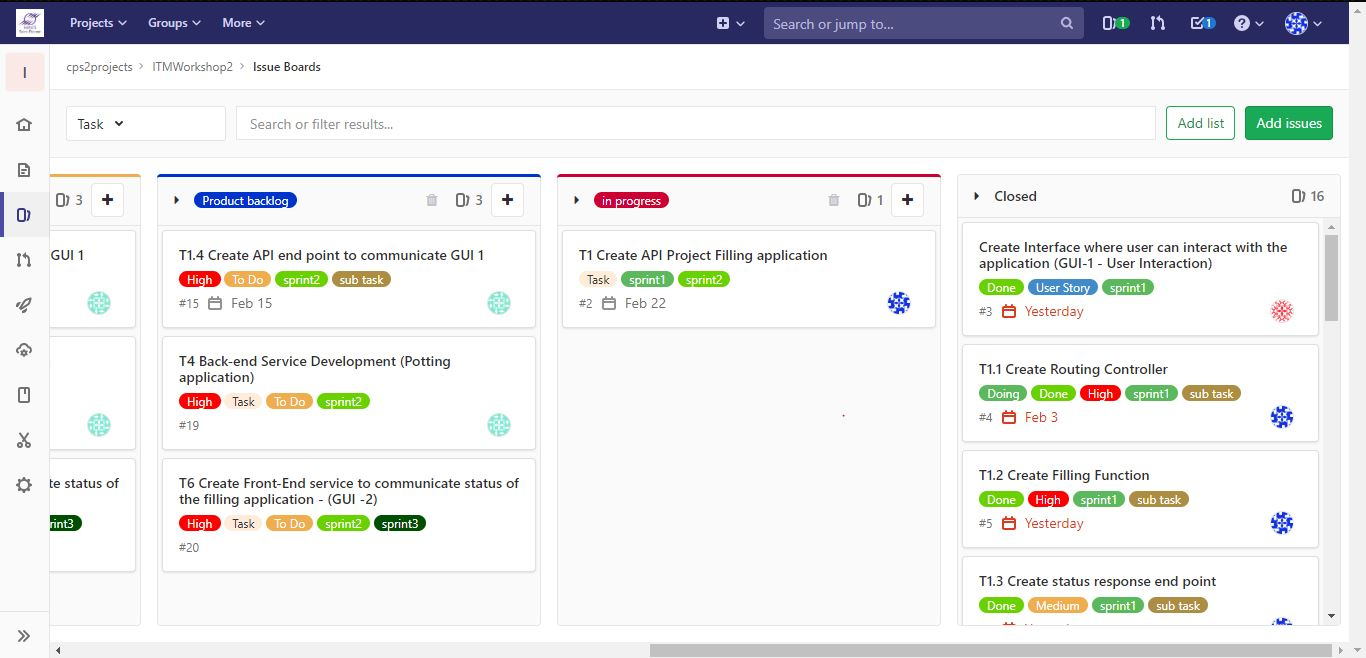 Projects
Groups
More
Search or jump to...
1
1
cps2projects
ITMWorkshop2
Issue Boards
I
Task
Search or filter results...
Add list
Add issues
3
GUI 1
te status of
rint3
Product backlog
3
T1.4 Create API end point to communicate GUI 1
High To Do sprint2 sub task
#15 Feb 15
T4 Back-end Service Development (Potting
application)
High Task To Do sprint2
#19
T6 Create Front-End service to communicate status of
the filling application - (GUI -2)
High Task To Do sprint2 sprint3
#20
in progress
1
T1 Create API Project Filling application
Task sprint1 sprint2
#2 Feb 22
Closed
16
Create Interface where user can interact with the
application (GUI-1 - User Interaction)
Done User Story sprint1
#3 Yesterday
T1.1 Create Routing Controller
Doing Done High sprint1 sub task
#4 Feb 3
T1.2 Create Filling Function
Done High sprint1 sub task
#5 Yesterday
T1.3 Create status response end point
Done Medium sprint1 sub task